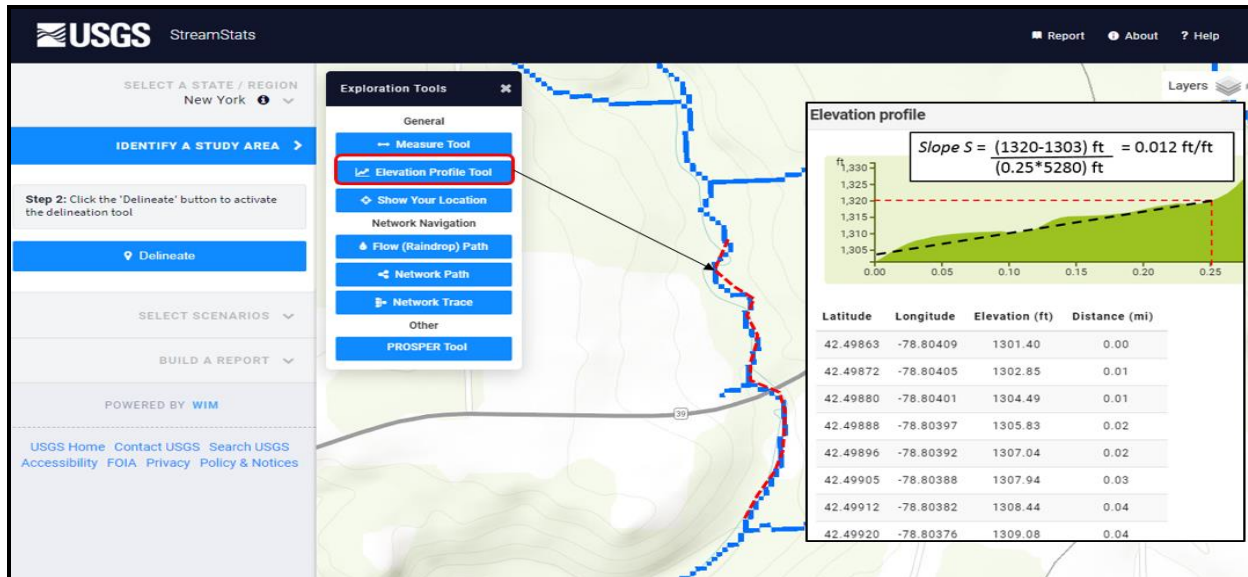 USGS StreamStats
Report About ? Help
SELECT A STATE / REGION
New York
IDENTIFY A STUDY AREA
Step 2: Click the 'Delineate' button to activate
the delineation tool
Delineate
SELECT SCENARIOS
BUILD A REPORT
POWERED BY WIM
USGS Home Contact USGS Search USGS
Accessibility FOIA Privacy Policy & Notices
Exploration Tools
General
Measure Tool
Elevation Profile Tool
Show Your Location
Network Navigation
Flow (Raindrop) Path
Network Path
Network Trace
Other
PROSPER Tool
39
Layers
Elevation profile
Slope S = (1320-1303) ft = 0.012 ft/ft
(0.25*5280) ft
ft
1,330
1,325
1,320
1,315
1,310
1,305
0.00 0.05 0.10 0.15 0.20 0.25
Latitude Longitude Elevation (ft) Distance (mi)
42.49863 -78.80409 1301.40 0.00
42.49872 -78.80405 1302.85 0.01
42.49880 -78.80401 1304.49 0.01
42.49888 -78.80397 1305.83 0.02
42.49896 -78.80392 1307.04 0.02
42.49905 -78.80388 1307.94 0.03
42.49912 -78.80382 1308.44 0.04
42.49920 -78.80376 1309.08 0.04